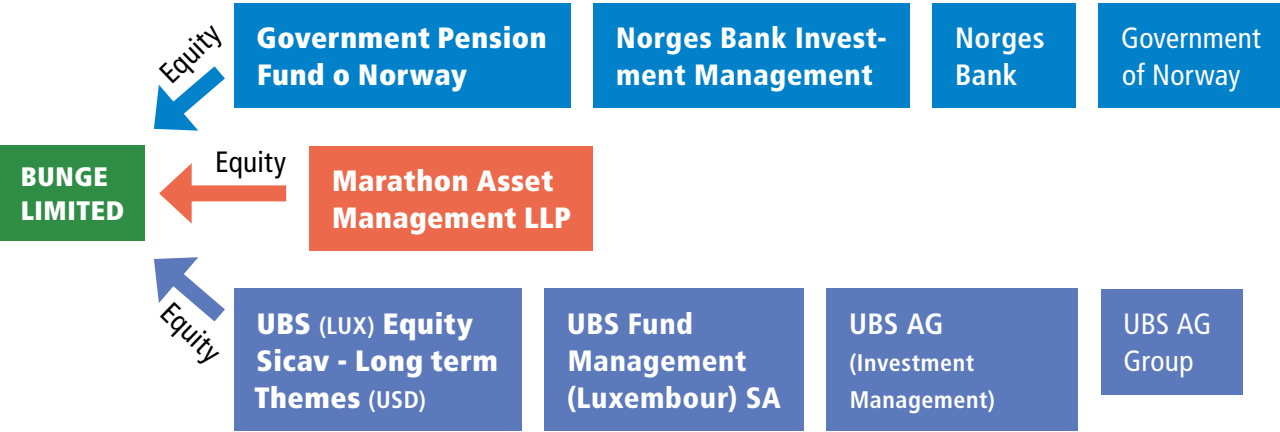 Equity
Government Pension
Fund o Norway
Norges Bank Invest-
ment Management
Norges
Bank
Government
of Norway
BUNGE
LIMITED
Equity
Marathon Asset
Management LLP
Equity
UBS (LUX) Equity
Sicav - Long term
Themes (USD)
UBS Fund
Management
(Luxembour) SA
UBS AG
(Investment
Management)
UBS AG
Group